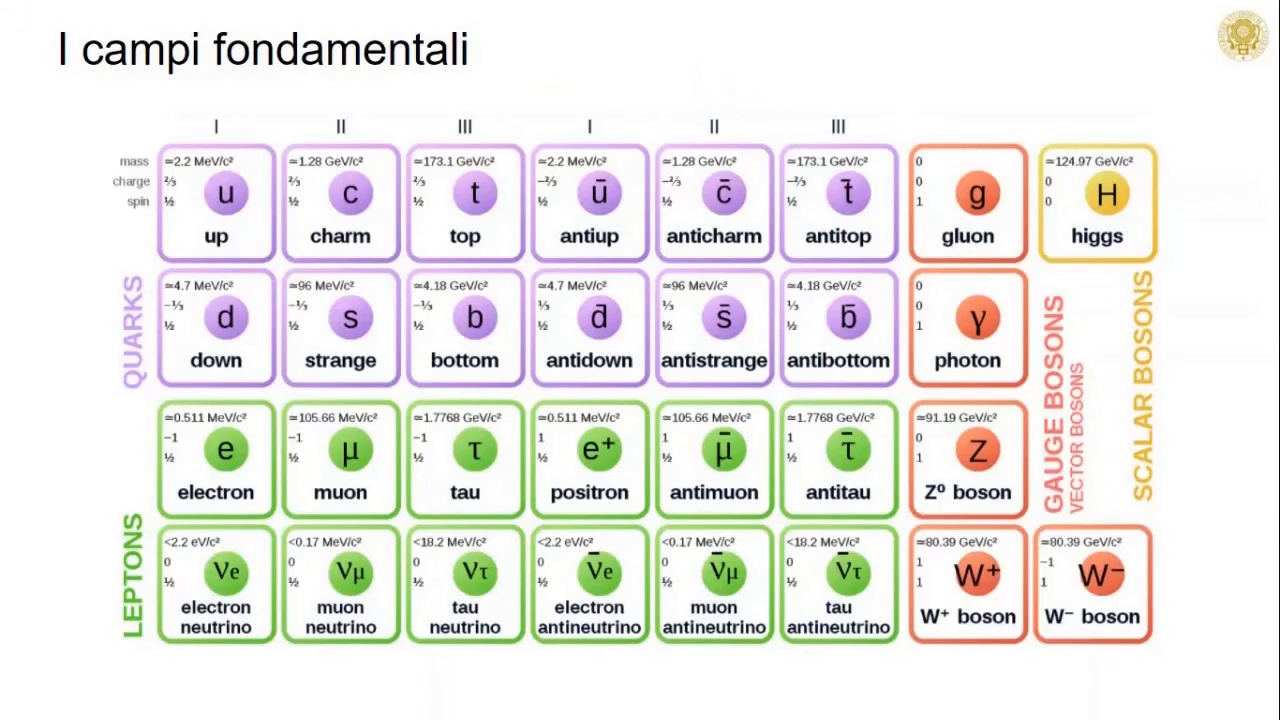 I campi fondamentali
I II III I II III
mass ≃2.2 MeV/c² ≃1.28 GeV/c² ≃173.1 GeV/c² ≃2.2 MeV/c² ≃1.28 GeV/c² ≃173.1 GeV/c² 0 ≃124.97 GeV/c²
charge ⅔ ⅔ ⅔ −⅔ −⅔ −⅔ 0 0
spin ½ ½ ½ ½ ½ ½ 1 0
u c t ū c̄ t̄ g H
up charm top antiup anticharm antitop gluon higgs
QUARKS
≃4.7 MeV/c² ≃96 MeV/c² ≃4.18 GeV/c² ≃4.7 MeV/c² ≃96 MeV/c² ≃4.18 GeV/c² 0
−⅓ −⅓ −⅓ ⅓ ⅓ ⅓ 0
½ ½ ½ ½ ½ ½ 1
d s b d̄ s̄ b̄ γ
down strange bottom antidown antistrange antibottom photon
GAUGE BOSONS
VECTOR BOSONS
SCALAR BOSONS
≃0.511 MeV/c² ≃105.66 MeV/c² ≃1.7768 GeV/c² ≃0.511 MeV/c² ≃105.66 MeV/c² ≃1.7768 GeV/c² ≃91.19 GeV/c²
−1 −1 −1 1 1 1 0
½ ½ ½ ½ ½ ½ 1
e μ τ e⁺ μ̄ τ̄ Z
electron muon tau positron antimuon antitau Z⁰ boson
LEPTONS
<2.2 eV/c² <0.17 MeV/c² <18.2 MeV/c² <2.2 eV/c² <0.17 MeV/c² <18.2 MeV/c² ≃80.39 GeV/c² ≃80.39 GeV/c²
0 0 0 0 0 0 1 −1
½ ½ ½ ½ ½ ½ 1 1
νe νμ ντ ν̄e ν̄μ ν̄τ W⁺ W⁻
electron muon tau electron muon tau W⁺ boson W⁻ boson
neutrino neutrino neutrino antineutrino antineutrino antineutrino